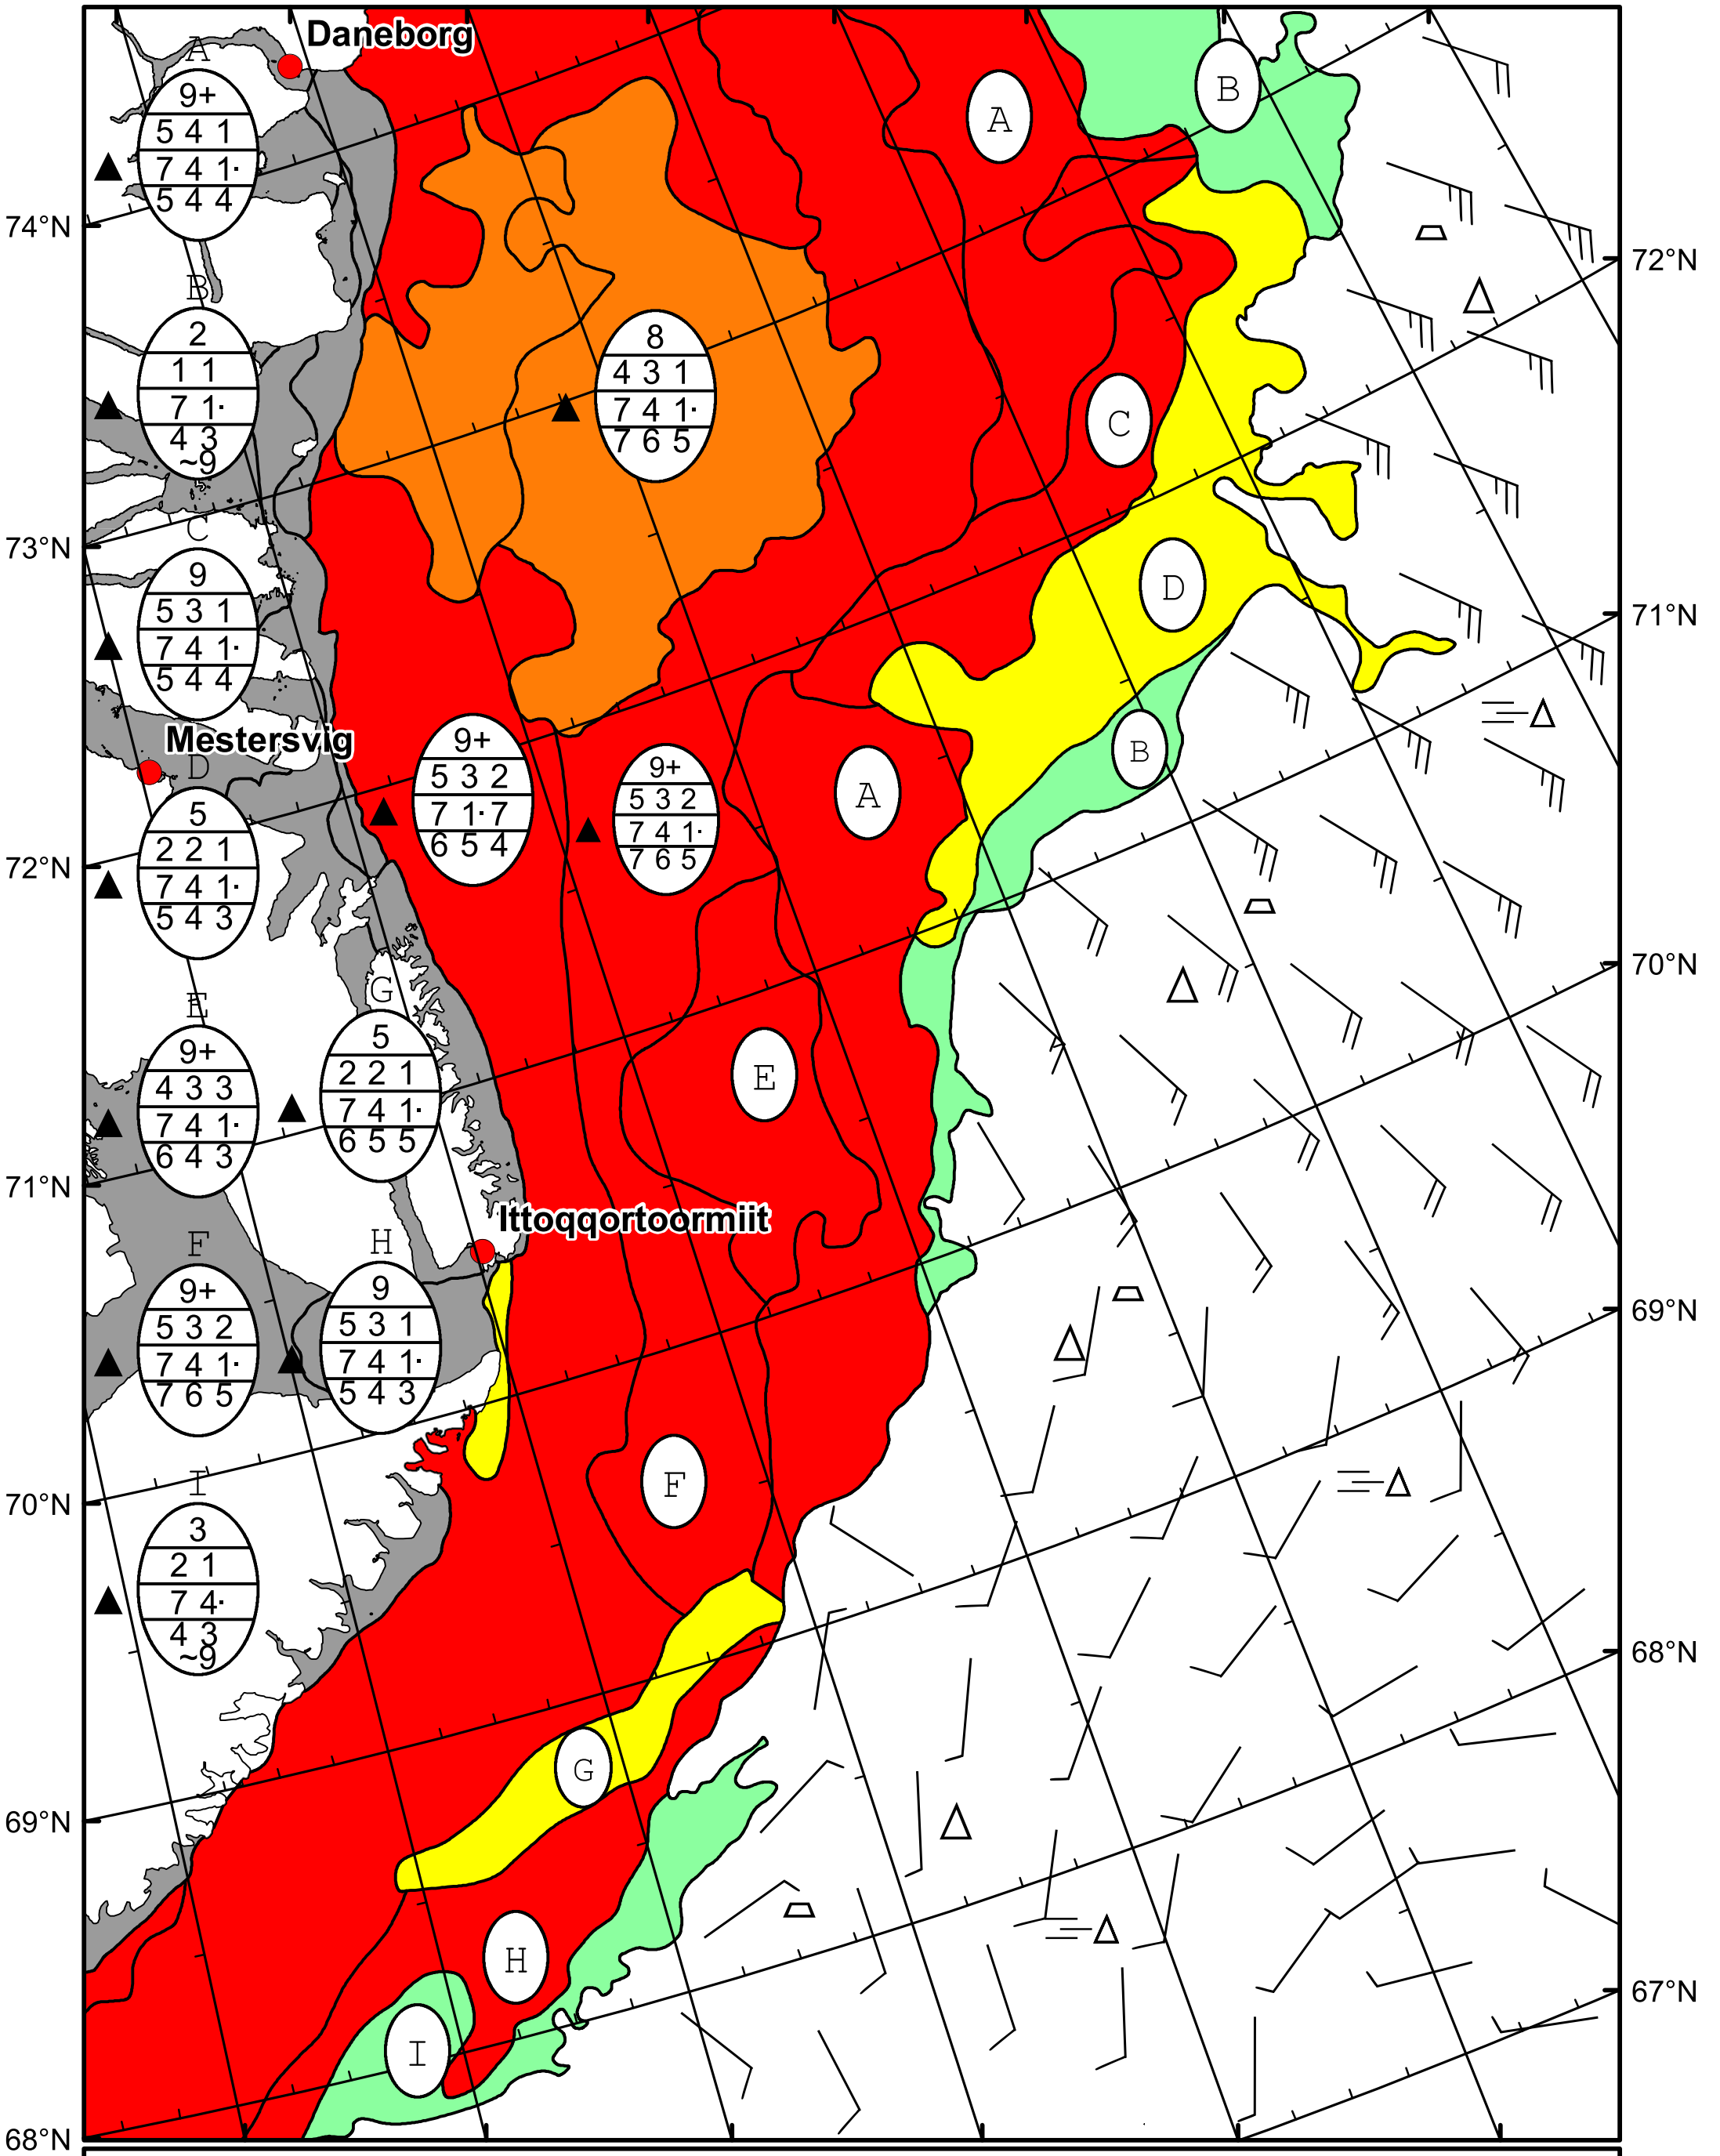 Daneborg
A
9+
5 4 1
7 4 1·
5 4 4
B
A
74°N
72°N
B
2
1 1
7 1·
4 3
~9
8
4 3 1
7 4 1·
7 6 5
C
73°N
C
9
5 3 1
7 4 1·
5 4 4
D
71°N
Mestersvig
D
5
2 2 1
7 4 1·
5 4 3
9+
5 3 2
7 1· 7
6 5 4
9+
5 3 2
7 4 1·
7 6 5
A
B
72°N
70°N
E
9+
4 3 3
7 4 1·
6 4 3
G
5
2 2 1
7 4 1·
6 5 5
E
71°N
Ittoqqortoormiit
F
9+
5 3 2
7 4 1·
7 6 5
H
9
5 3 1
7 4 1·
5 4 3
69°N
F
70°N
I
3
2 1
7 4·
4 3
~9
68°N
G
69°N
H
67°N
I
68°N